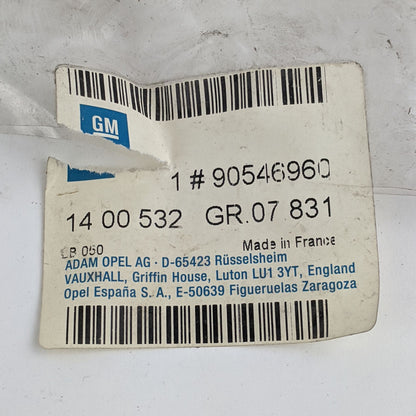 GM
1 # 90546960
14 00 532 GR.07 831
EB 050 Made in France
ADAM OPEL AG · D-65423 Rüsselsheim
VAUXHALL, Griffin House, Luton LU1 3YT, England
Opel España S. A., E-50639 Figueruelas Zaragoza